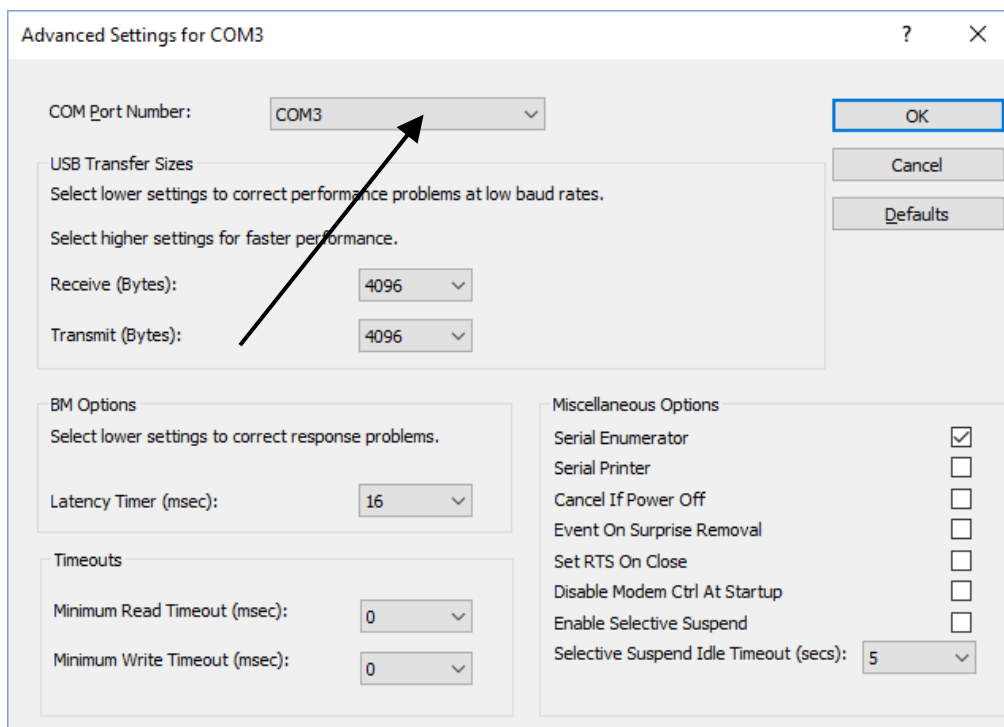 Advanced Settings for COM3
?
COM Port Number:
COM3
OK
Cancel
Defaults
USB Transfer Sizes
Select lower settings to correct performance problems at low baud rates.
Select higher settings for faster performance.
Receive (Bytes):
4096
Transmit (Bytes):
4096
BM Options
Select lower settings to correct response problems.
Latency Timer (msec):
16
Timeouts
Minimum Read Timeout (msec):
0
Minimum Write Timeout (msec):
0
Miscellaneous Options
Serial Enumerator
Serial Printer
Cancel If Power Off
Event On Surprise Removal
Set RTS On Close
Disable Modem Ctrl At Startup
Enable Selective Suspend
Selective Suspend Idle Timeout (secs):
5